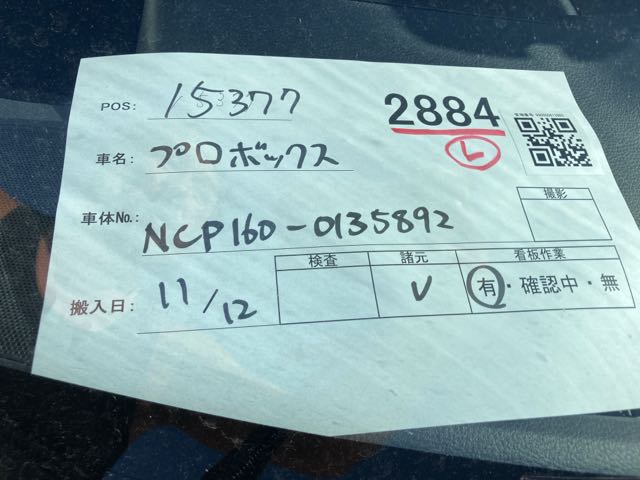 POS: 15377
2884
L
車名: プロボックス
車体No.: NCP160-0135892
撮影
検査 諸元 看板作業
V 有・確認中・無
搬入日: 11/12